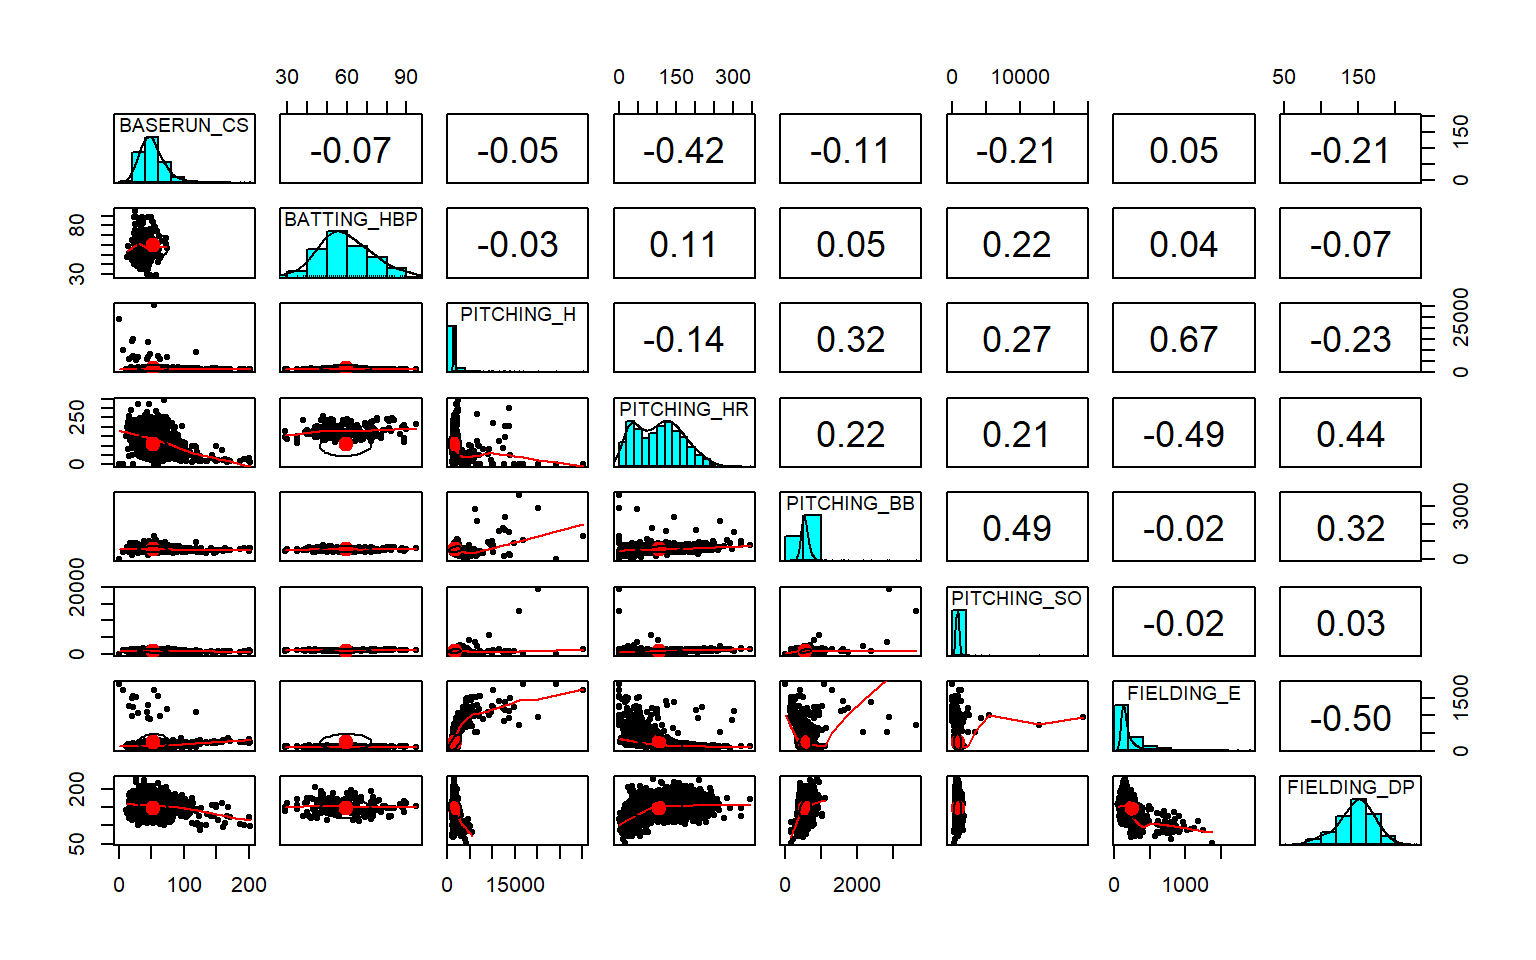 30 60 90 0 150 300 0 10000 50 150
BASERUN_CS -0.07 -0.05 -0.42 -0.11 -0.21 0.05 -0.21 0 150
30 80 BATTING_HBP -0.03 0.11 0.05 0.22 0.04 -0.07
PITCHING_H -0.14 0.32 0.27 0.67 -0.23 0 25000
0 250 PITCHING_HR 0.22 0.21 -0.49 0.44
PITCHING_BB 0.49 -0.02 0.32 0 3000
0 20000 PITCHING_SO -0.02 0.03
FIELDING_E -0.50 0 1500
50 200 FIELDING_DP
0 100 200 0 15000 0 2000 0 1000